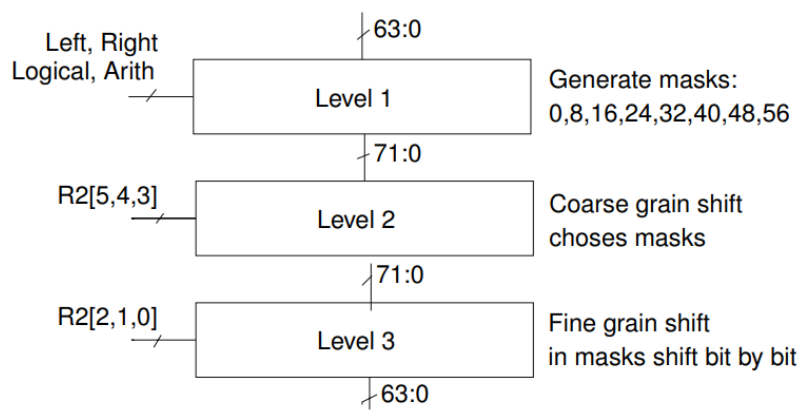 63:0
Left, Right
Logical, Arith
Level 1
Generate masks:
0,8,16,24,32,40,48,56
71:0
R2[5,4,3]
Level 2
Coarse grain shift
choses masks
71:0
R2[2,1,0]
Level 3
Fine grain shift
in masks shift bit by bit
63:0